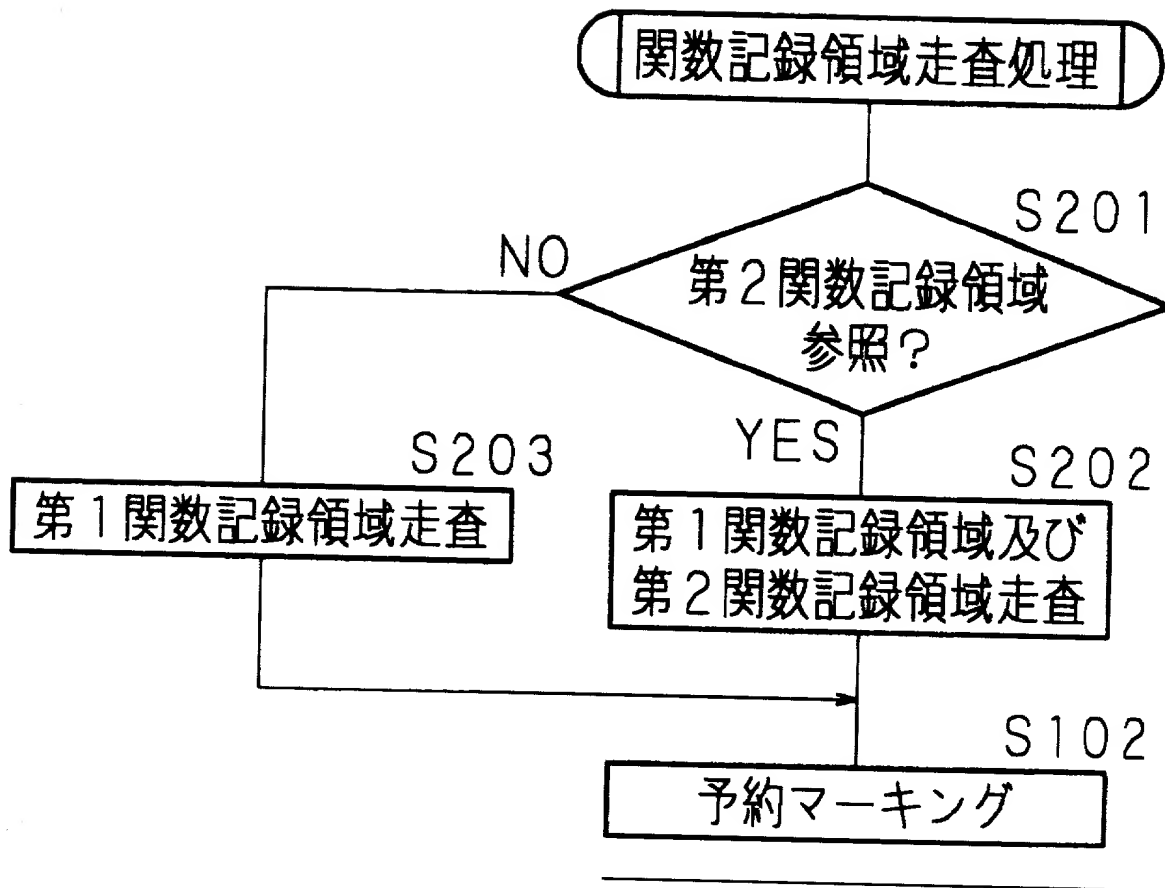 関数記録領域走査処理
S201
NO
第2関数記録領域
参照?
YES
S203
S202
第1関数記録領域走査
第1関数記録領域及び
第2関数記録領域走査
S102
予約マーキング